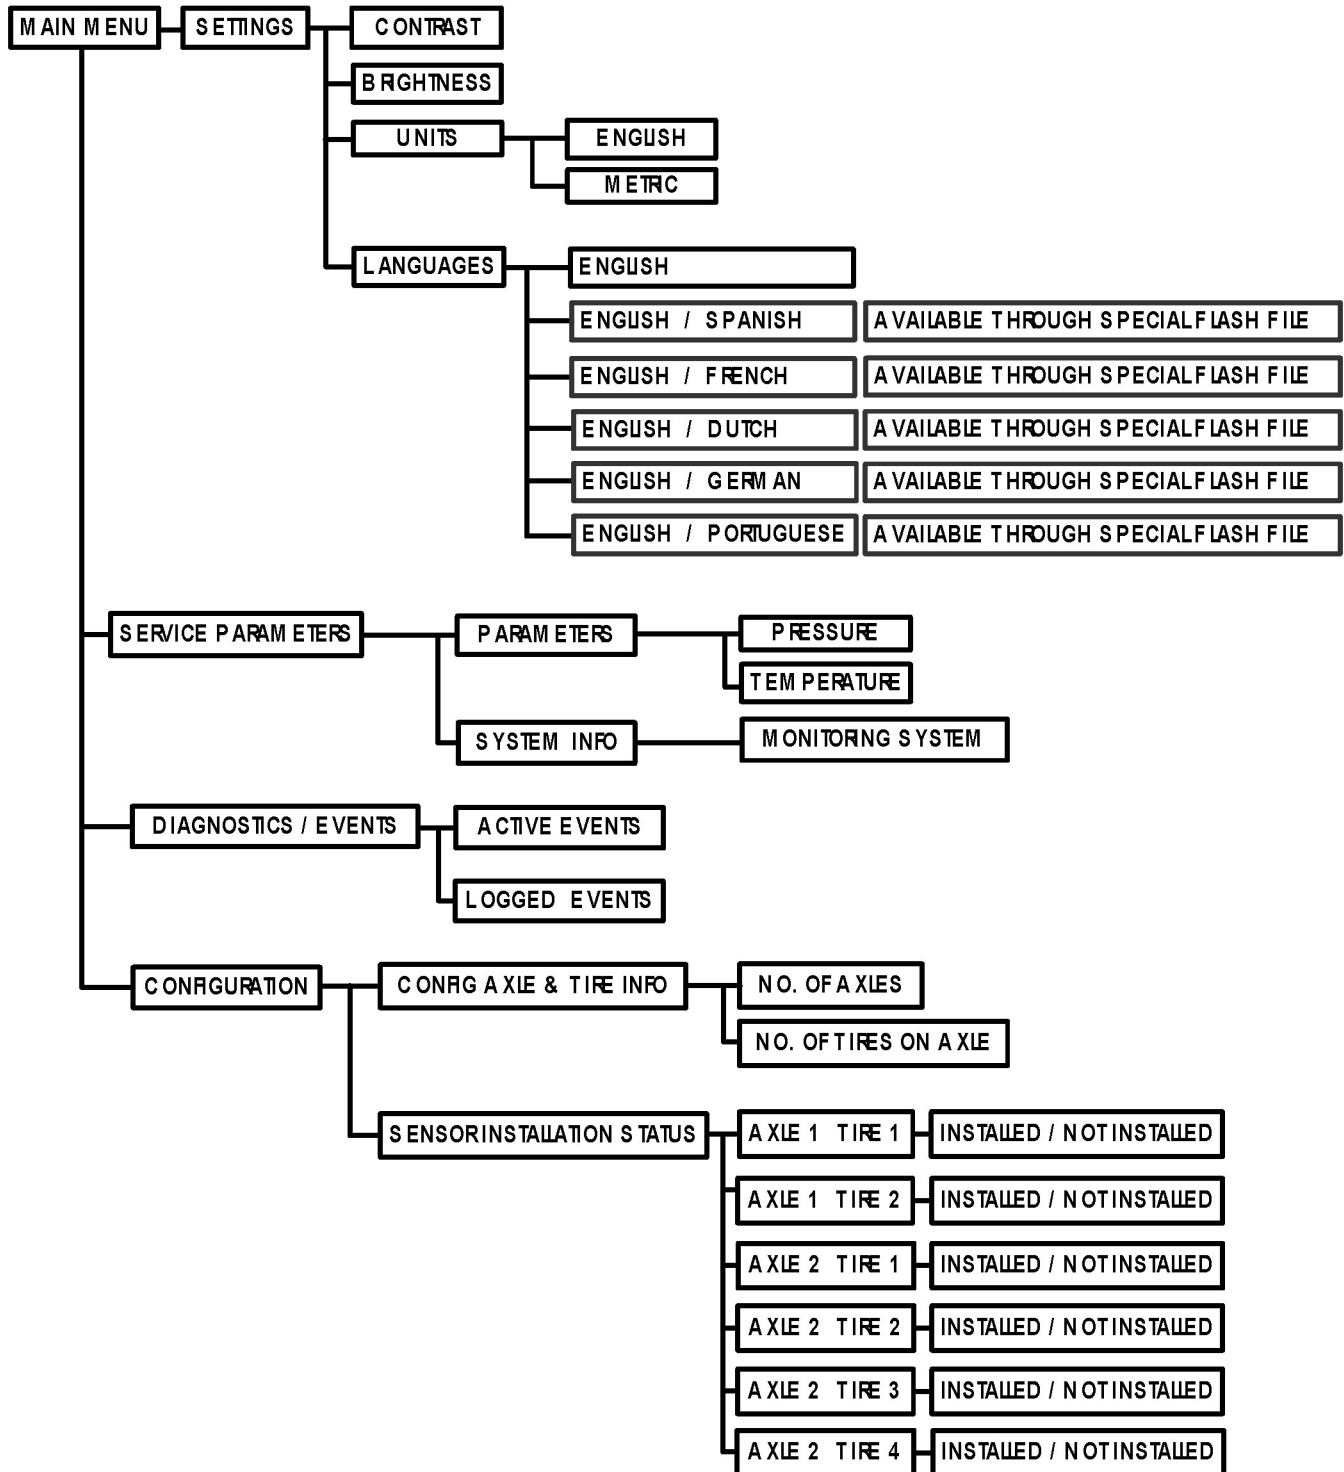 MAIN MENU
SETTINGS
CONTRAST
BRIGHTNESS
UNITS
ENGLISH
METRIC
LANGUAGES
ENGLISH
ENGLISH / SPANISH
AVAILABLE THROUGH SPECIAL FLASH FILE
ENGLISH / FRENCH
AVAILABLE THROUGH SPECIAL FLASH FILE
ENGLISH / DUTCH
AVAILABLE THROUGH SPECIAL FLASH FILE
ENGLISH / GERMAN
AVAILABLE THROUGH SPECIAL FLASH FILE
ENGLISH / PORTUGUESE
AVAILABLE THROUGH SPECIAL FLASH FILE
SERVICE PARAMETERS
PARAMETERS
PRESSURE
TEMPERATURE
SYSTEM INFO
MONITORING SYSTEM
DIAGNOSTICS / EVENTS
ACTIVE EVENTS
LOGGED EVENTS
CONFIGURATION
CONFIG AXLE & TIRE INFO
NO. OF AXLES
NO. OF TIRES ON AXLE
SENSOR INSTALLATION STATUS
AXLE 1 TIRE 1
INSTALLED / NOT INSTALLED
AXLE 1 TIRE 2
INSTALLED / NOT INSTALLED
AXLE 2 TIRE 1
INSTALLED / NOT INSTALLED
AXLE 2 TIRE 2
INSTALLED / NOT INSTALLED
AXLE 2 TIRE 3
INSTALLED / NOT INSTALLED
AXLE 2 TIRE 4
INSTALLED / NOT INSTALLED